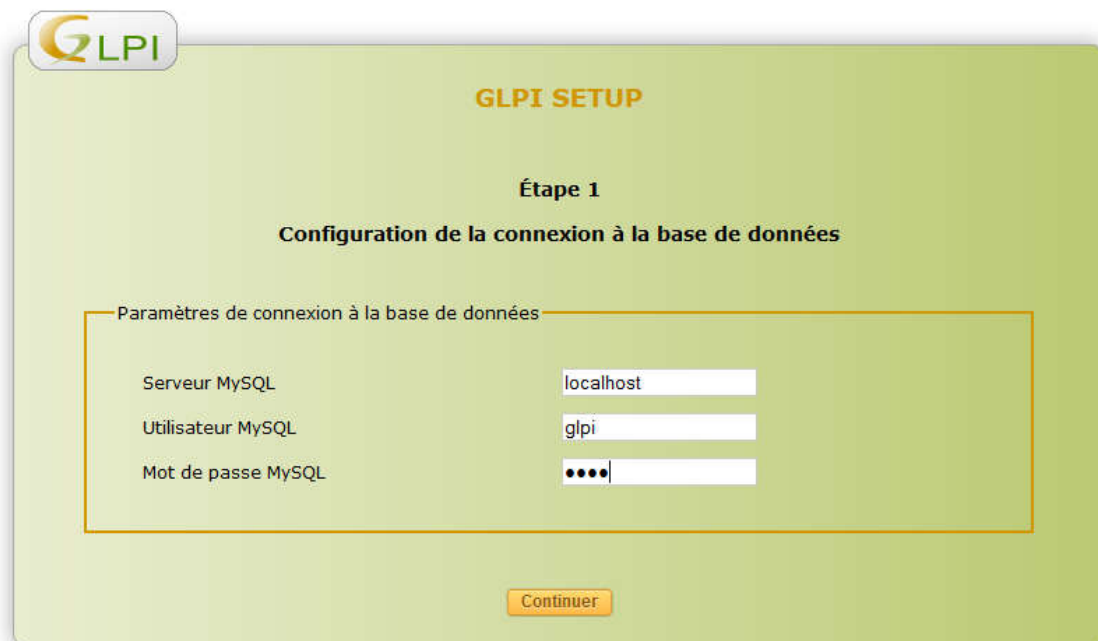 GLPI
GLPI SETUP
Étape 1
Configuration de la connexion à la base de données
Paramètres de connexion à la base de données
Serveur MySQL localhost
Utilisateur MySQL glpi
Mot de passe MySQL ••••
Continuer